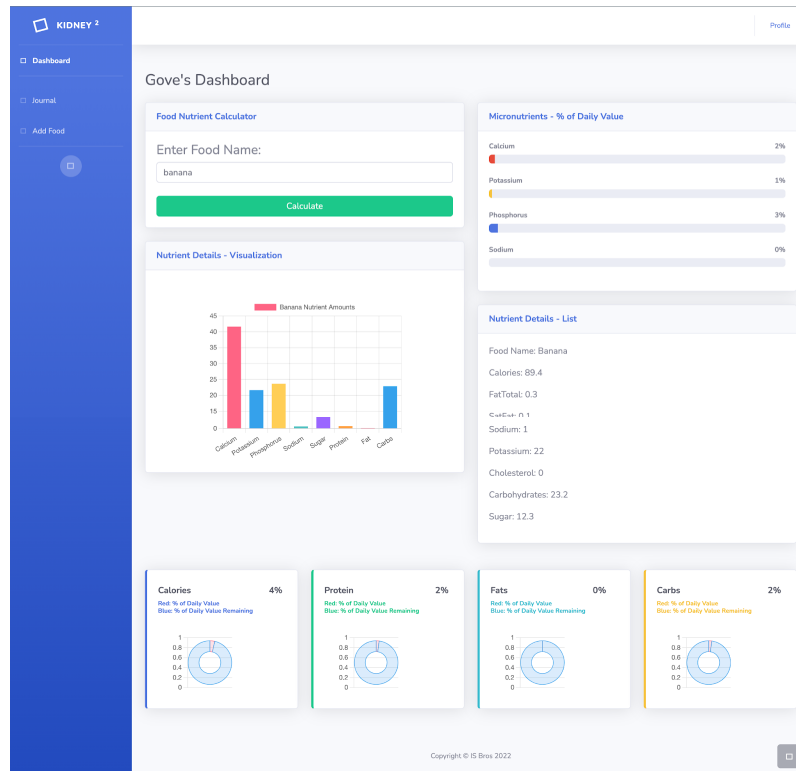 KIDNEY 2
Profile
Dashboard
Journal
Add Food
Gove's Dashboard
Food Nutrient Calculator
Enter Food Name:
banana
Calculate
Micronutrients - % of Daily Value
Calcium 2%
Potassium 1%
Phosphorus 3%
Sodium 0%
Nutrient Details - Visualization
Banana Nutrient Amounts
45
40
35
30
25
20
15
0
Calcium
Potassium
Phosphorus
Sodium
Sugar
Protein
Fat
Carbs
Nutrient Details - List
Food Name: Banana
Calories: 89.4
FatTotal: 0.3
SatFat: 0.1
Sodium: 1
Potassium: 22
Cholesterol: 0
Carbohydrates: 23.2
Sugar: 12.3
Calories 4%
Red: % of Daily Value
Blue: % of Daily Value Remaining
1
0.8
0.6
0.4
0.2
0
Protein 2%
Red: % of Daily Value
Blue: % of Daily Value Remaining
1
0.8
0.6
0.4
0.2
0
Fats 0%
Red: % of Daily Value
Blue: % of Daily Value Remaining
1
0.8
0.6
0.4
0.2
0
Carbs 2%
Red: % of Daily Value
Blue: % of Daily Value Remaining
1
0.8
0.6
0.4
0.2
0
Copyright © IS Bros 2022